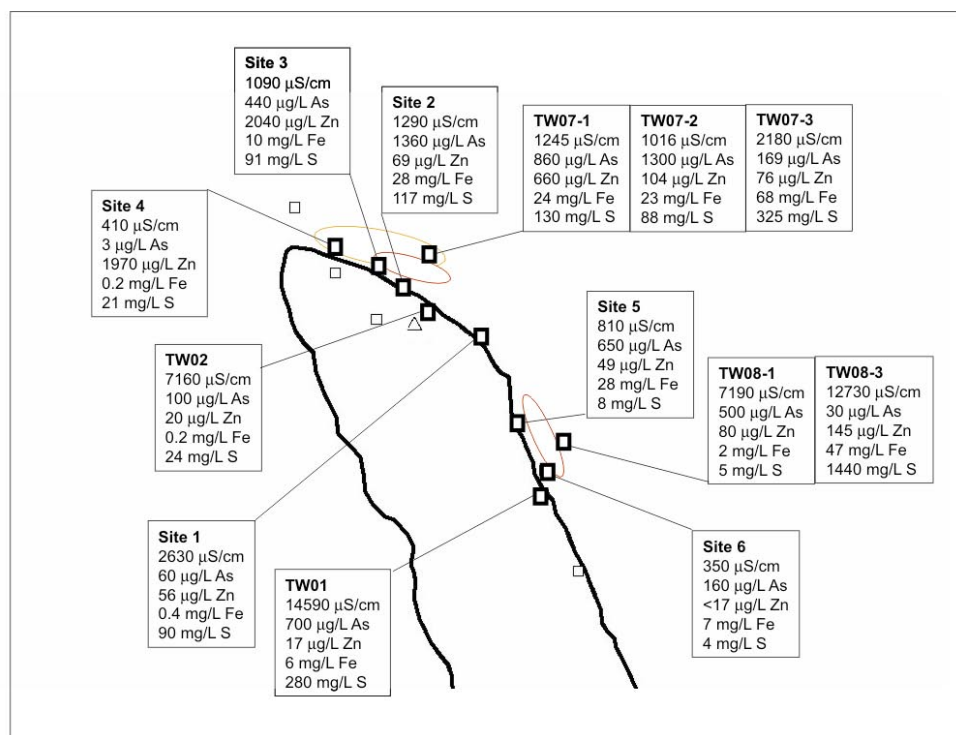 Site 3
1090 μS/cm
440 μg/L As
2040 μg/L Zn
10 mg/L Fe
91 mg/L S
Site 2
1290 μS/cm
1360 μg/L As
69 μg/L Zn
28 mg/L Fe
117 mg/L S
TW07-1
1245 μS/cm
860 μg/L As
660 μg/L Zn
24 mg/L Fe
130 mg/L S
TW07-2
1016 μS/cm
1300 μg/L As
104 μg/L Zn
23 mg/L Fe
88 mg/L S
TW07-3
2180 μS/cm
169 μg/L As
76 μg/L Zn
68 mg/L Fe
325 mg/L S
Site 4
410 μS/cm
3 μg/L As
1970 μg/L Zn
0.2 mg/L Fe
21 mg/L S
Site 5
810 μS/cm
650 μg/L As
49 μg/L Zn
28 mg/L Fe
8 mg/L S
TW02
7160 μS/cm
100 μg/L As
20 μg/L Zn
0.2 mg/L Fe
24 mg/L S
TW08-1
7190 μS/cm
500 μg/L As
80 μg/L Zn
2 mg/L Fe
5 mg/L S
TW08-3
12730 μS/cm
30 μg/L As
145 μg/L Zn
47 mg/L Fe
1440 mg/L S
Site 1
2630 μS/cm
60 μg/L As
56 μg/L Zn
0.4 mg/L Fe
90 mg/L S
TW01
14590 μS/cm
700 μg/L As
17 μg/L Zn
6 mg/L Fe
280 mg/L S
Site 6
350 μS/cm
160 μg/L As
<17 μg/L Zn
7 mg/L Fe
4 mg/L S